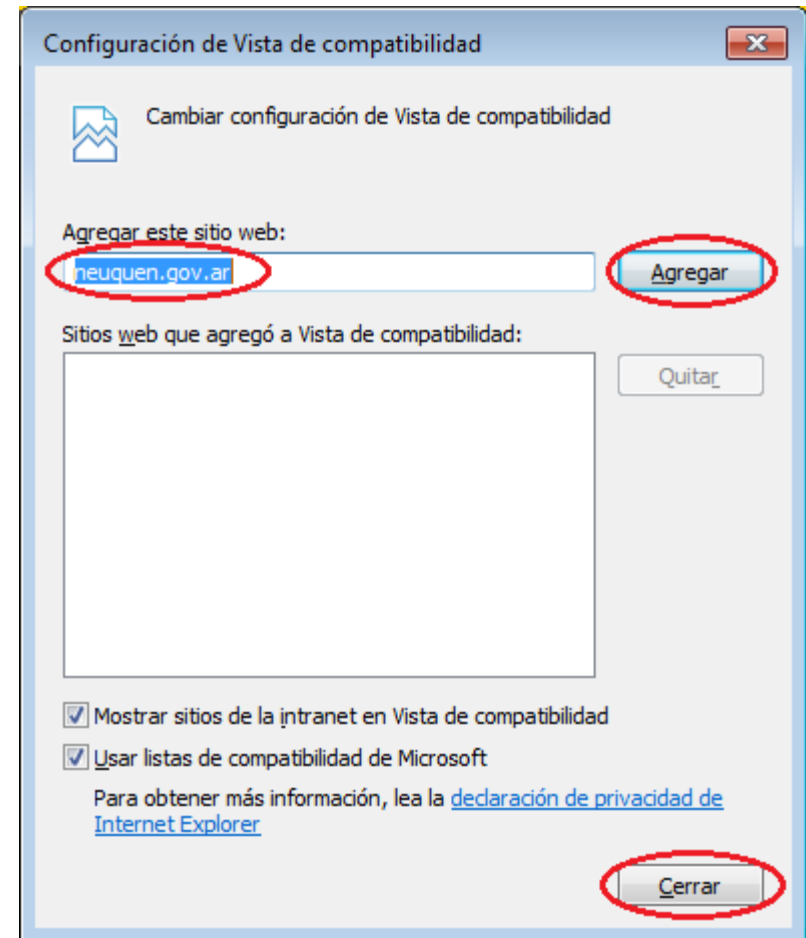 Configuración de Vista de compatibilidad
Cambiar configuración de Vista de compatibilidad
Agregar este sitio web:
neuquen.gov.ar
Agregar
Sitios web que agregó a Vista de compatibilidad:
Quitar
Mostrar sitios de la intranet en Vista de compatibilidad
Usar listas de compatibilidad de Microsoft
Para obtener más información, lea la declaración de privacidad de
Internet Explorer
Cerrar